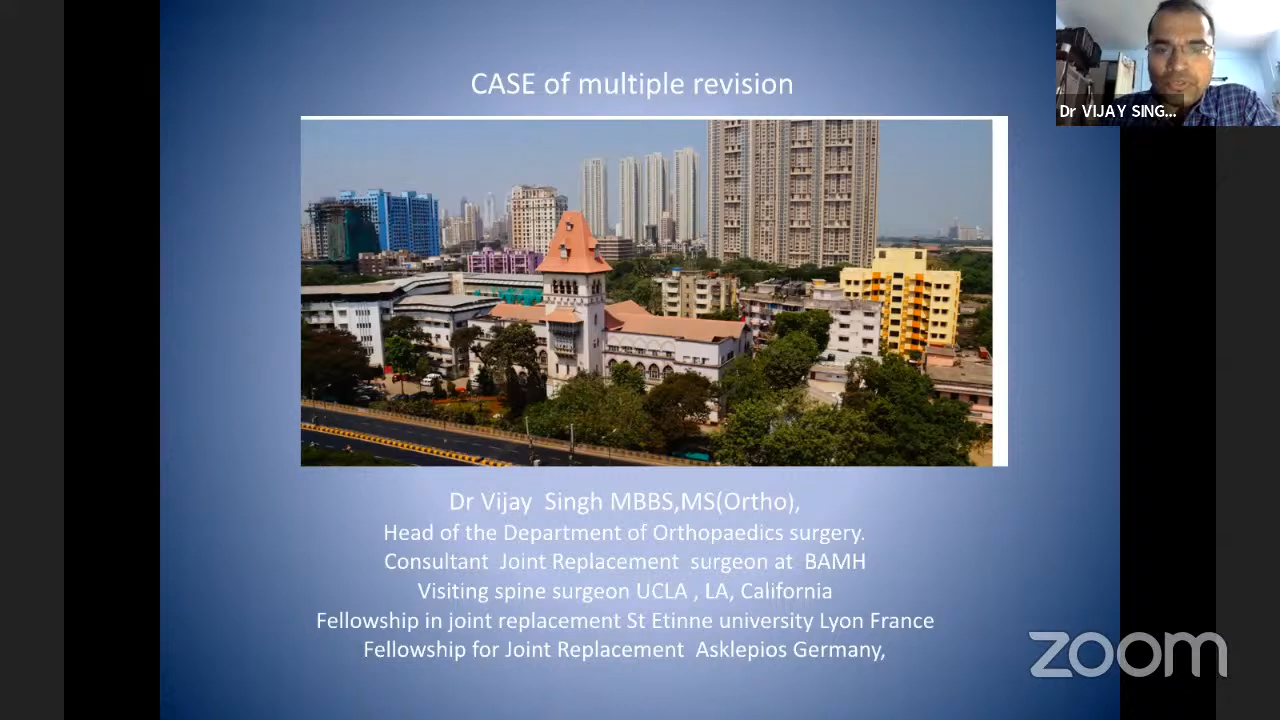 CASE of multiple revision
Dr VIJAY SING...
Dr Vijay Singh MBBS,MS(Ortho),
Head of the Department of Orthopaedics surgery.
Consultant Joint Replacement surgeon at BAMH
Visiting spine surgeon UCLA , LA, California
Fellowship in joint replacement St Etinne university Lyon France
Fellowship for Joint Replacement Asklepios Germany,
zoom